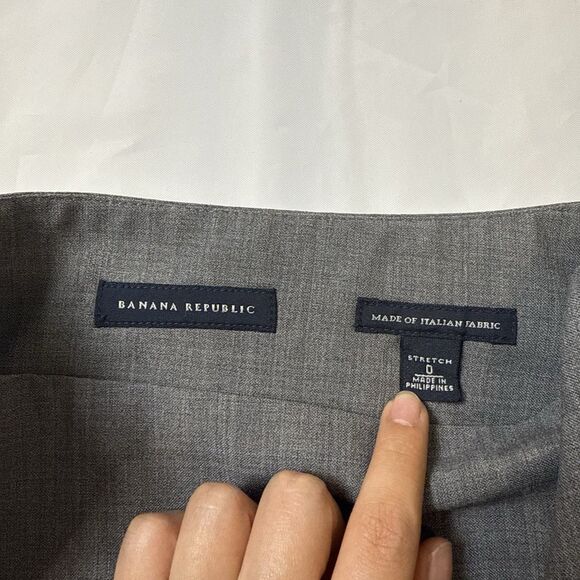 BANANA REPUBLIC
MADE OF ITALIAN FABRIC
STRETCH
0
MADE IN
PHILIPPINES